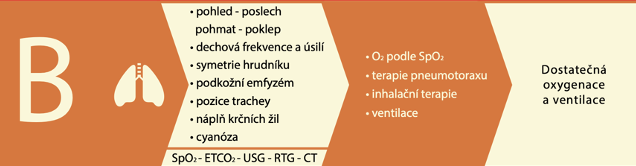 B
• pohled - poslech
pohmat - poklep
• dechová frekvence a úsilí
• symetrie hrudníku
• podkožní emfyzém
• pozice trachey
• náplň krčních žil
• cyanóza
SpO₂ - ETCO₂ - USG - RTG - CT
• O₂ podle SpO₂
• terapie pneumotoraxu
• inhalační terapie
• ventilace
Dostatečná
oxygenace
a ventilace